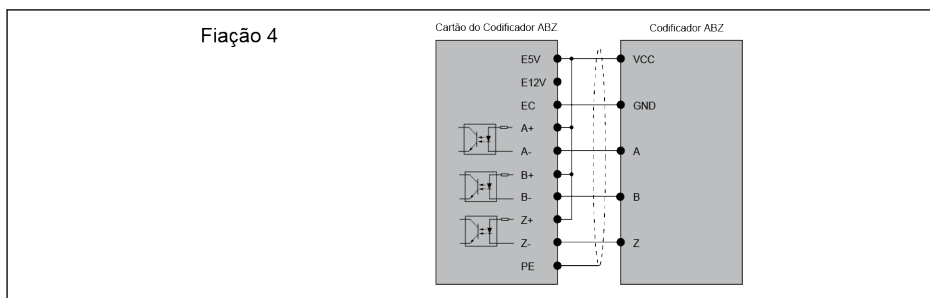 Fiação 4
Cartão do Codificador ABZ
Codificador ABZ
E5V
VCC
E12V
EC
GND
A+
A-
A
B+
B-
B
Z+
Z-
Z
PE